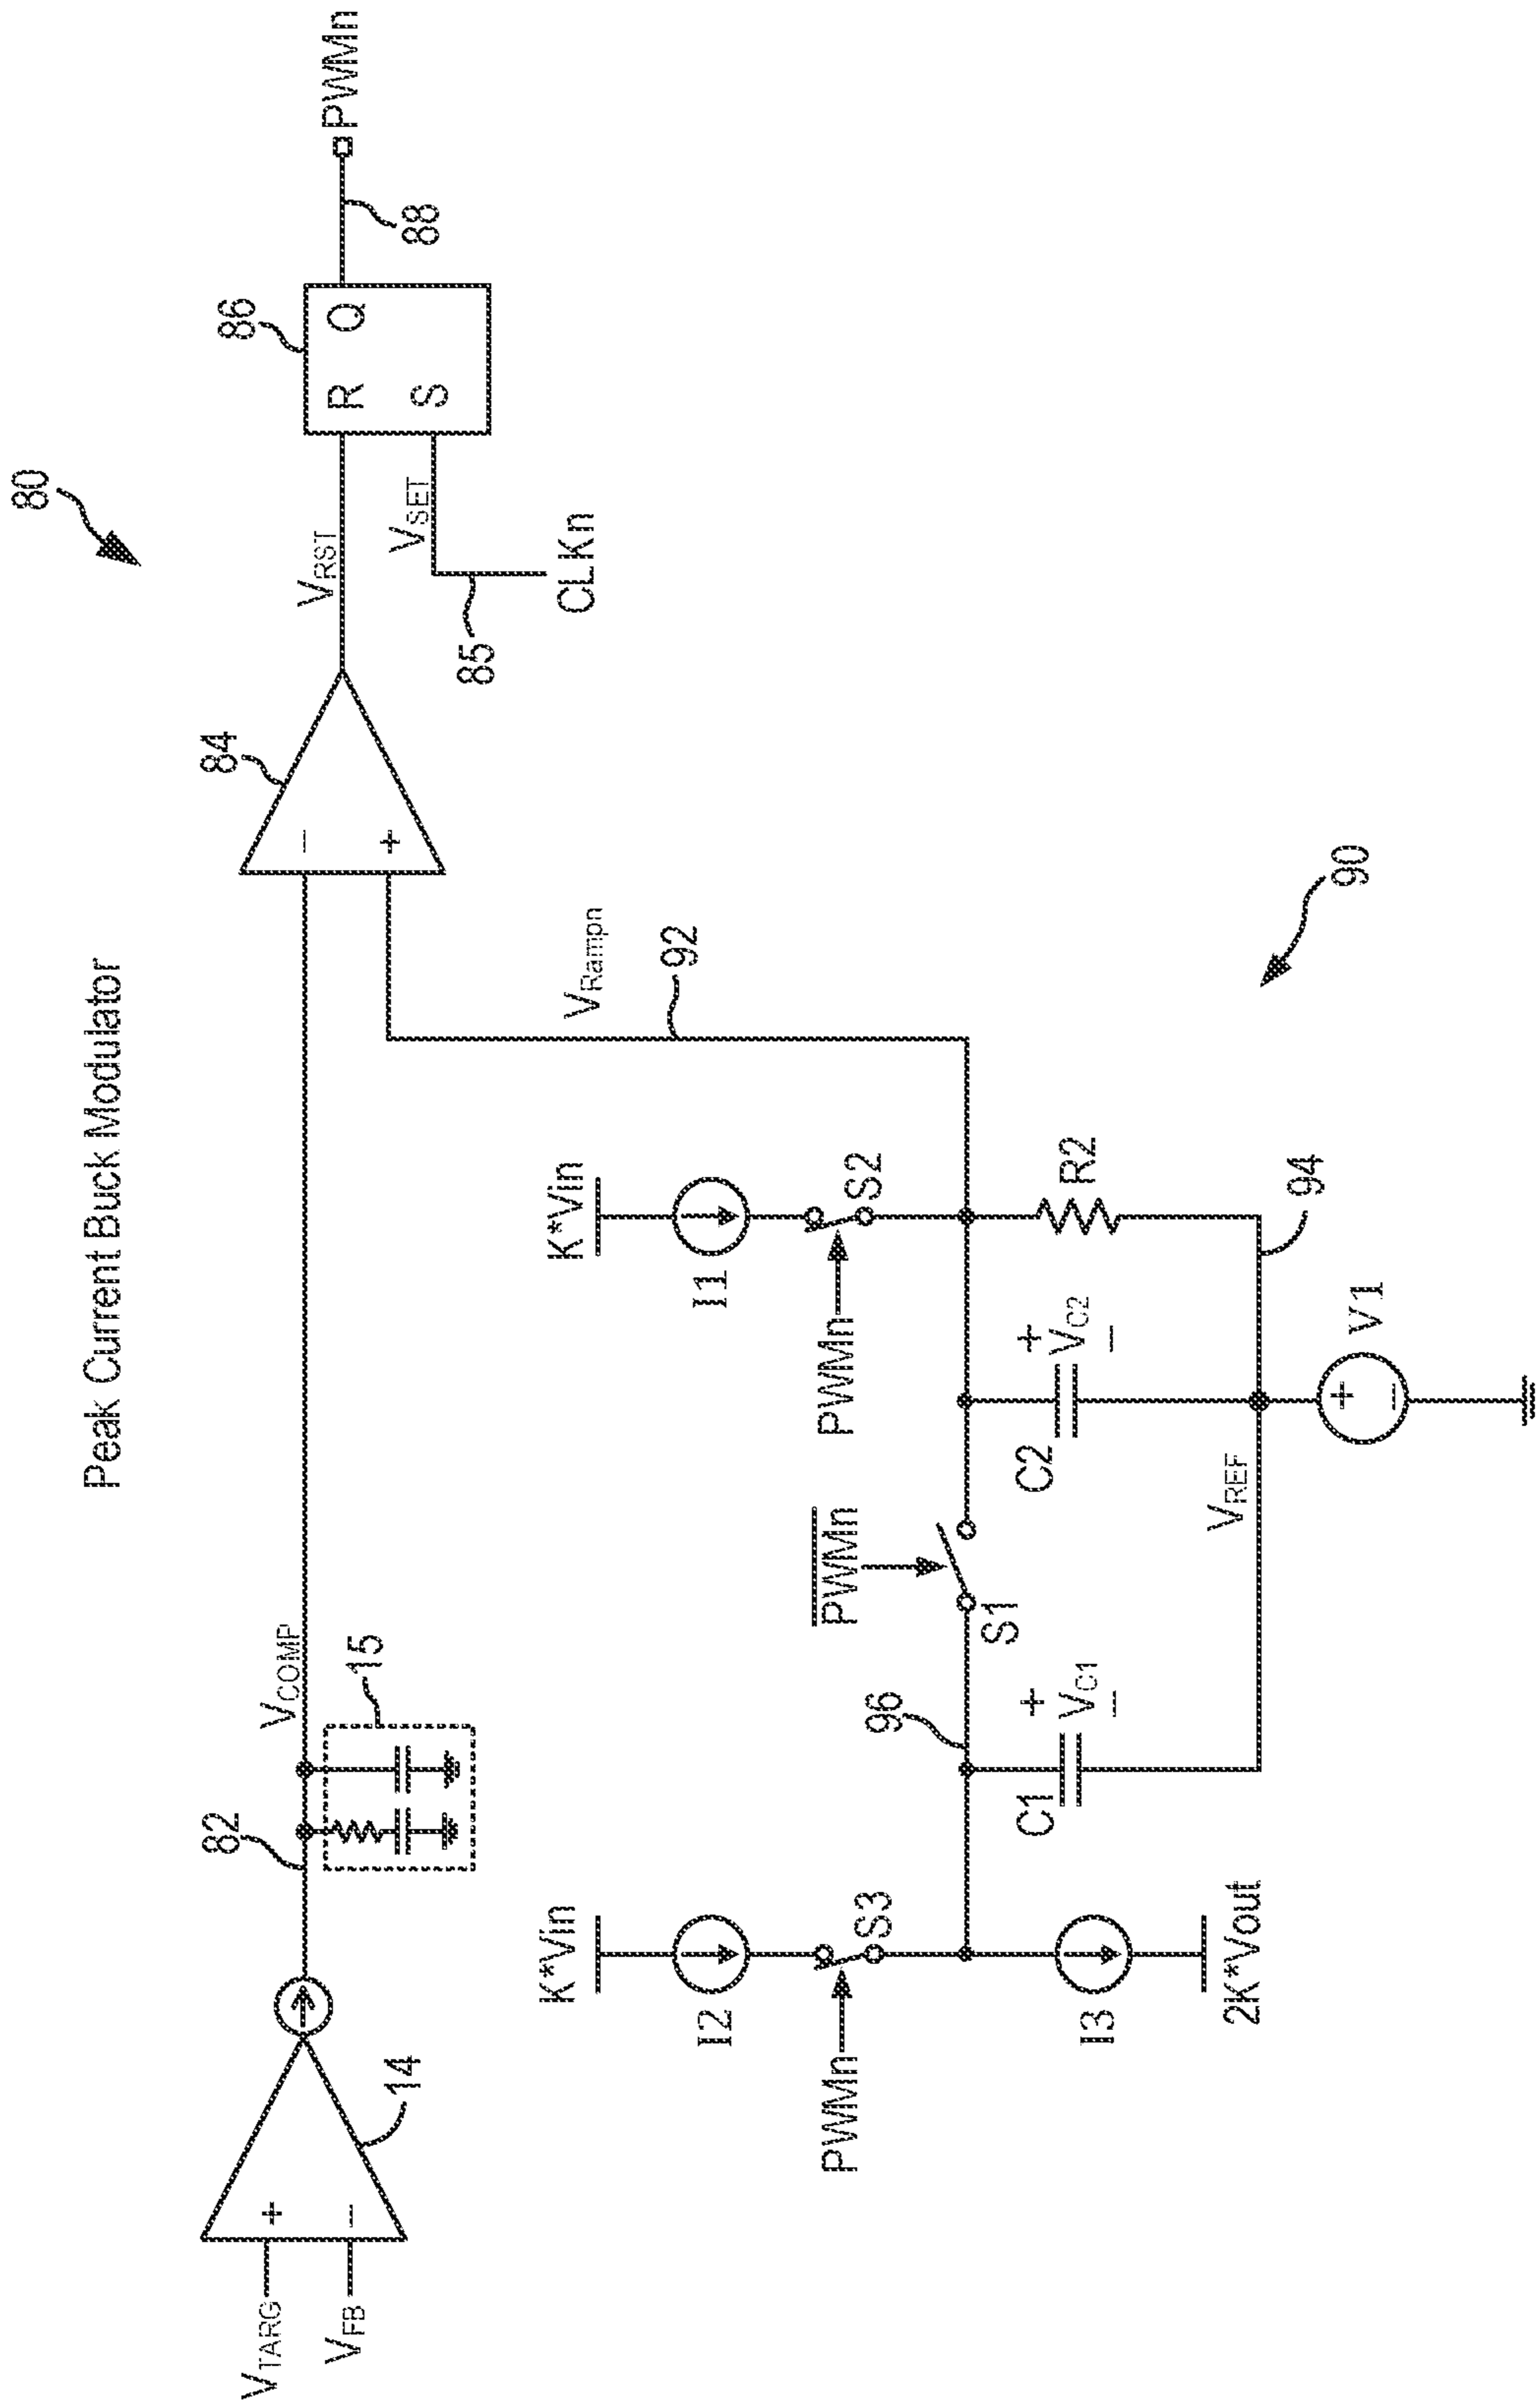 Peak Current Buck Modulator
80
V_TARG
V_FB
+
−
14
82
V_COMP
15
84
−
+
V_RST
V_SET
85
CLKn
86
R
S
Q
88
PWMn
V_Rampn
92
K*Vin
I2
PWMn
S3
I3
2K*Vout
96
C1
+
V_C1
−
PWM̅n̅
S1
C2
+
V_C2
−
K*Vin
I1
PWMn
S2
R2
94
V_REF
+
−
V1
90